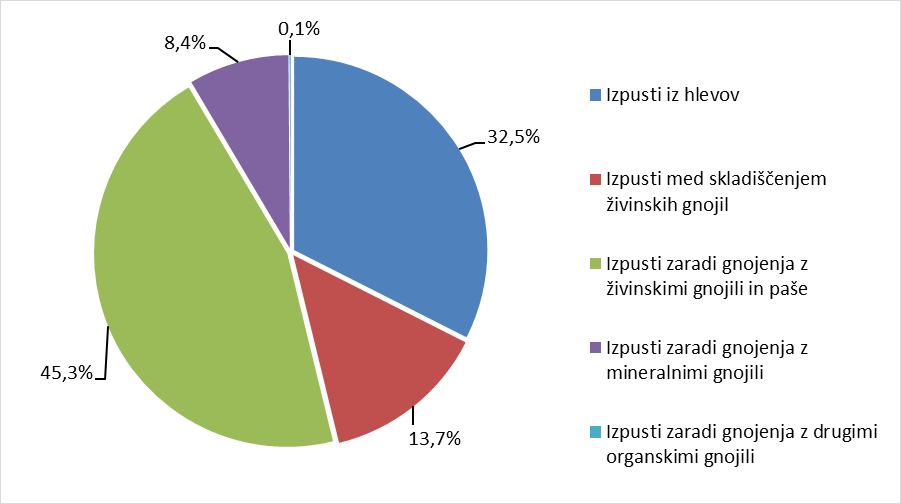 0,1%
8,4%
32,5%
45,3%
13,7%
Izpusti iz hlevov
Izpusti med skladiščenjem
živinskih gnojil
Izpusti zaradi gnojenja z
živinskimi gnojili in paše
Izpusti zaradi gnojenja z
mineralnimi gnojili
Izpusti zaradi gnojenja z drugimi
organskimi gnojili